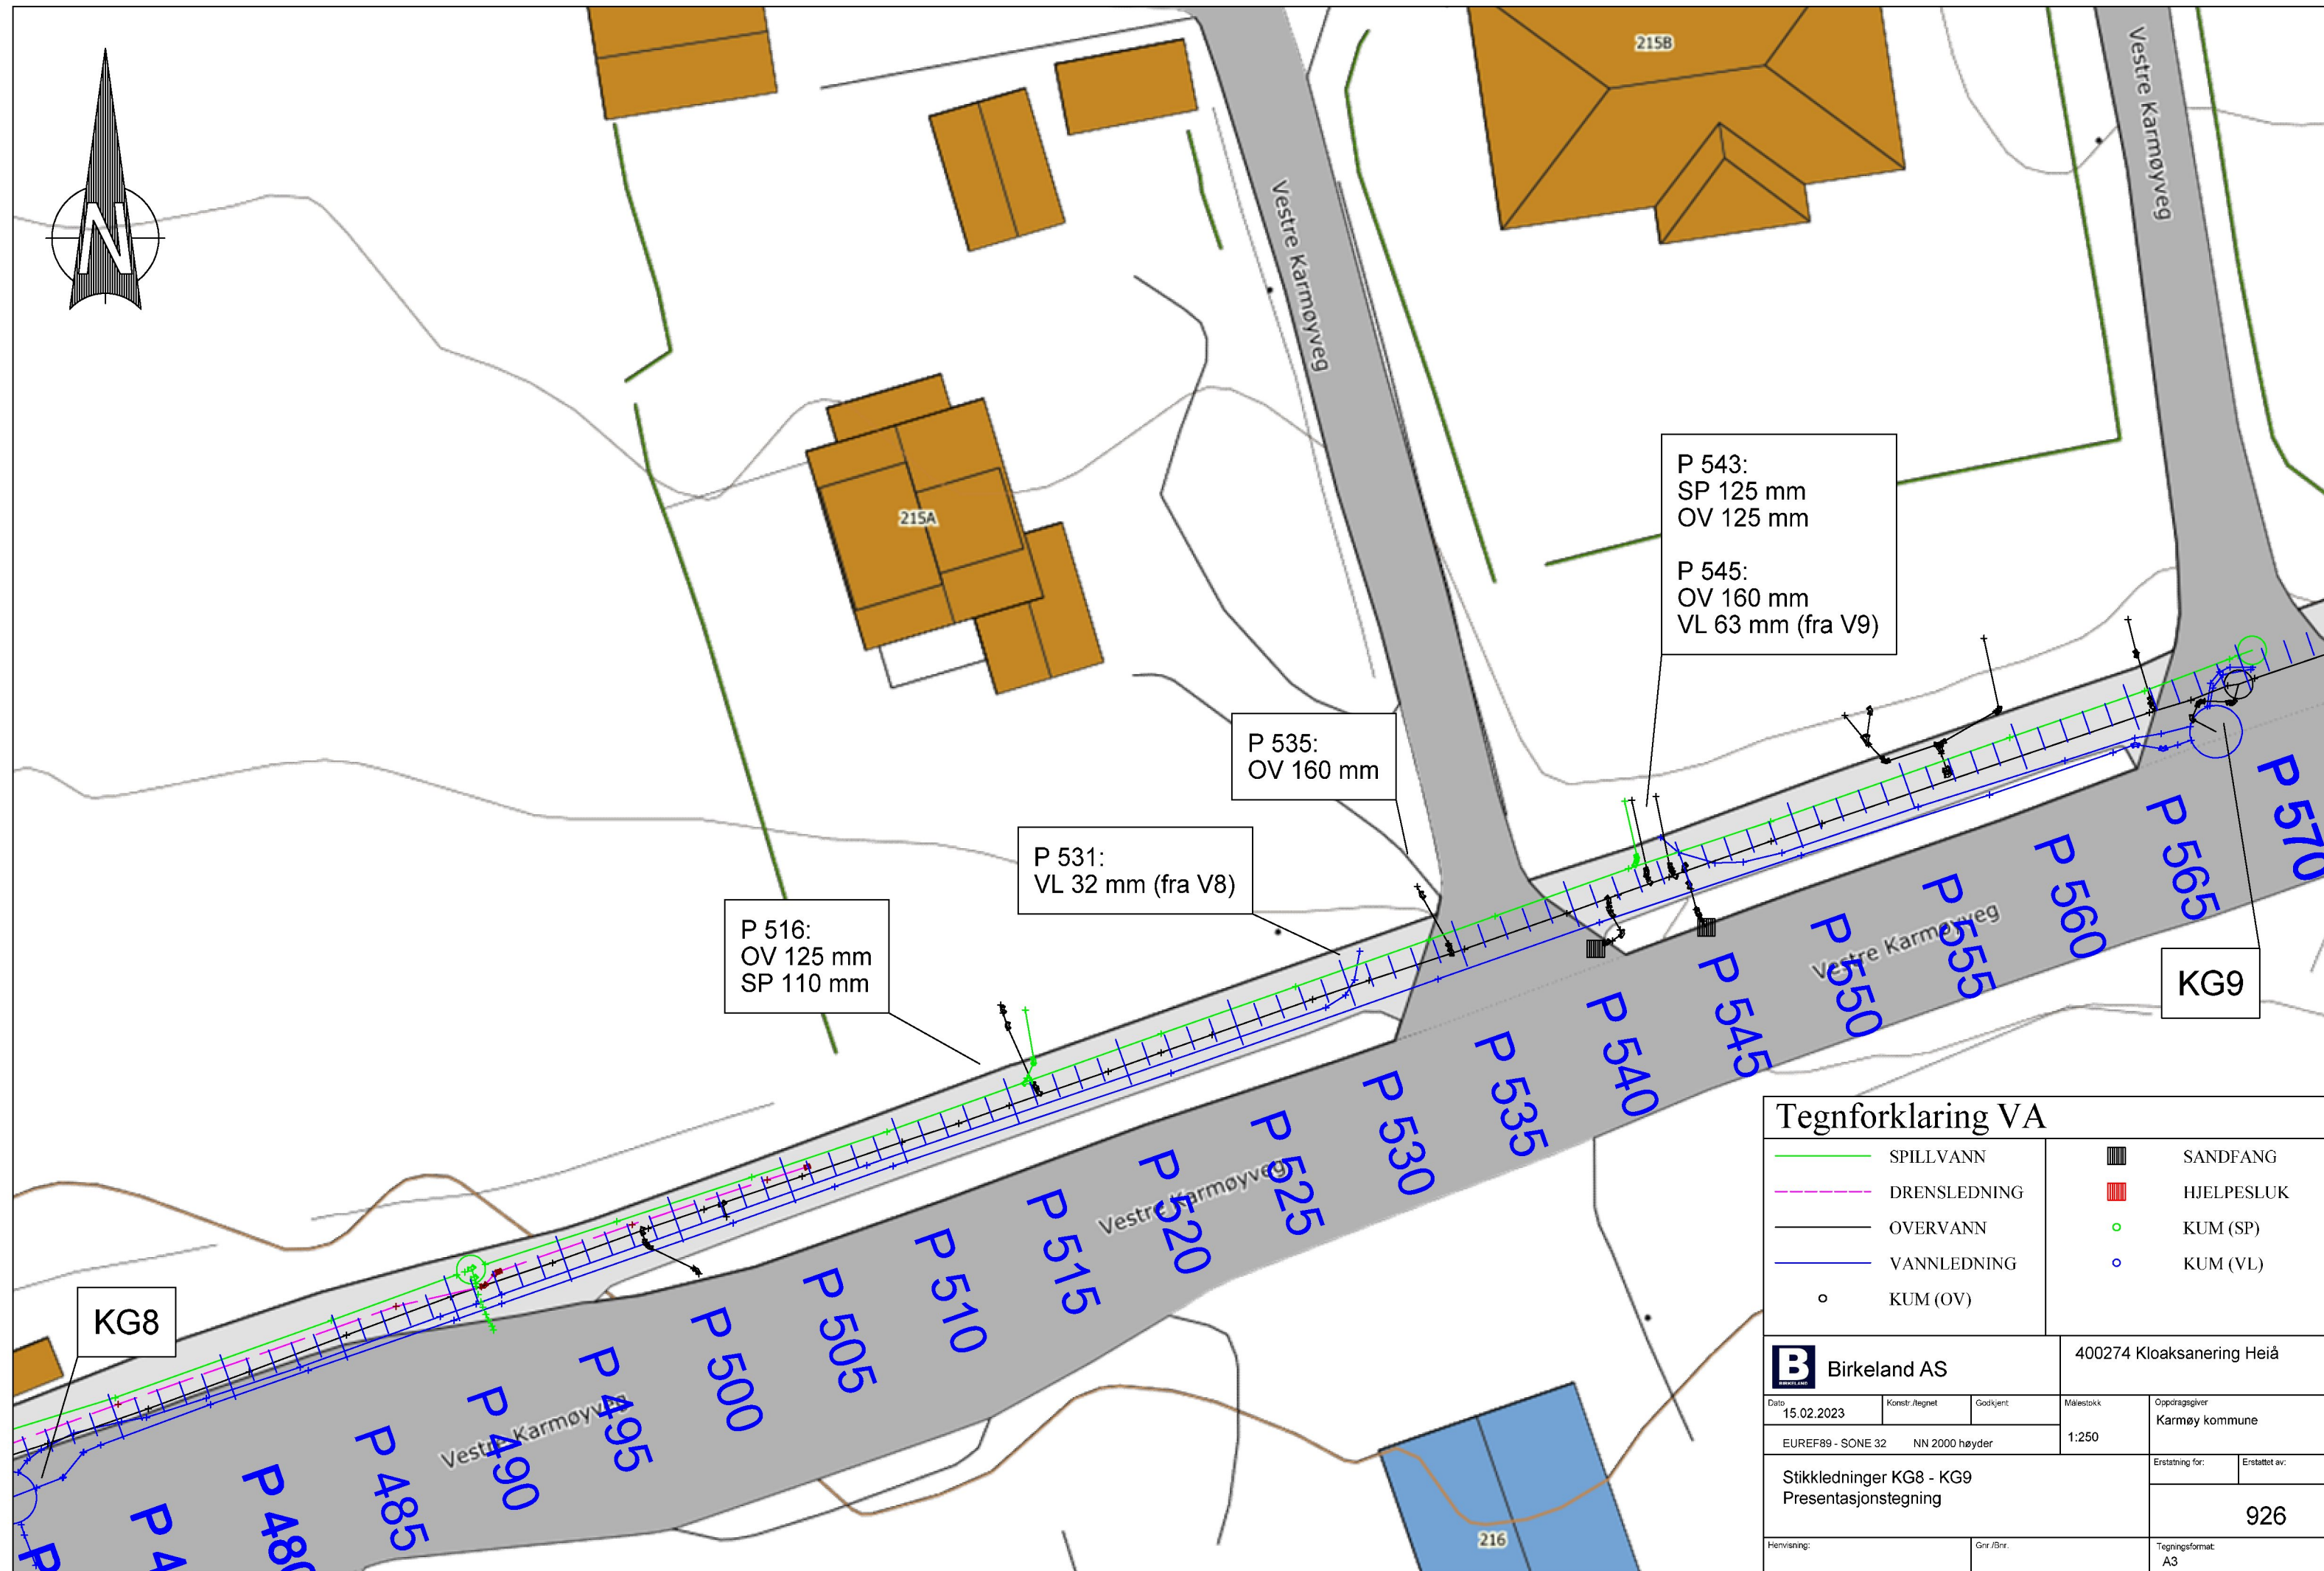 215B
Vestre Karmøyveg
Vestre Karmøyveg
N
215A
P 543:
SP 125 mm
OV 125 mm
P 545:
OV 160 mm
VL 63 mm (fra V9)
P 535:
OV 160 mm
P 531:
VL 32 mm (fra V8)
P 516:
OV 125 mm
SP 110 mm
KG9
KG8
P 570
P 565
P 560
P 555
P 550
P 545
P 540
P 535
P 530
P 525
P 520
P 515
P 510
P 505
P 500
P 495
P 490
P 485
P 480
P 4
P
Vestre Karmøyveg
Vestre Karmøyveg
Vestre Karmøyveg
216
Tegnforklaring VA
SPILLVANN
DRENSLEDNING
OVERVANN
VANNLEDNING
KUM (OV)
SANDFANG
HJELPESLUK
KUM (SP)
KUM (VL)
B
BIRKELAND
Birkeland AS
400274 Kloaksanering Heiå
Dato
15.02.2023
Konstr./tegnet
Godkjent
Målestokk
1:250
Oppdragsgiver
Karmøy kommune
EUREF89 - SONE 32 NN 2000 høyder
Stikkledninger KG8 - KG9
Presentasjonstegning
Erstatning for:
Erstattet av:
926
Henvisning:
Gnr./Bnr.
Tegningsformat:
A3